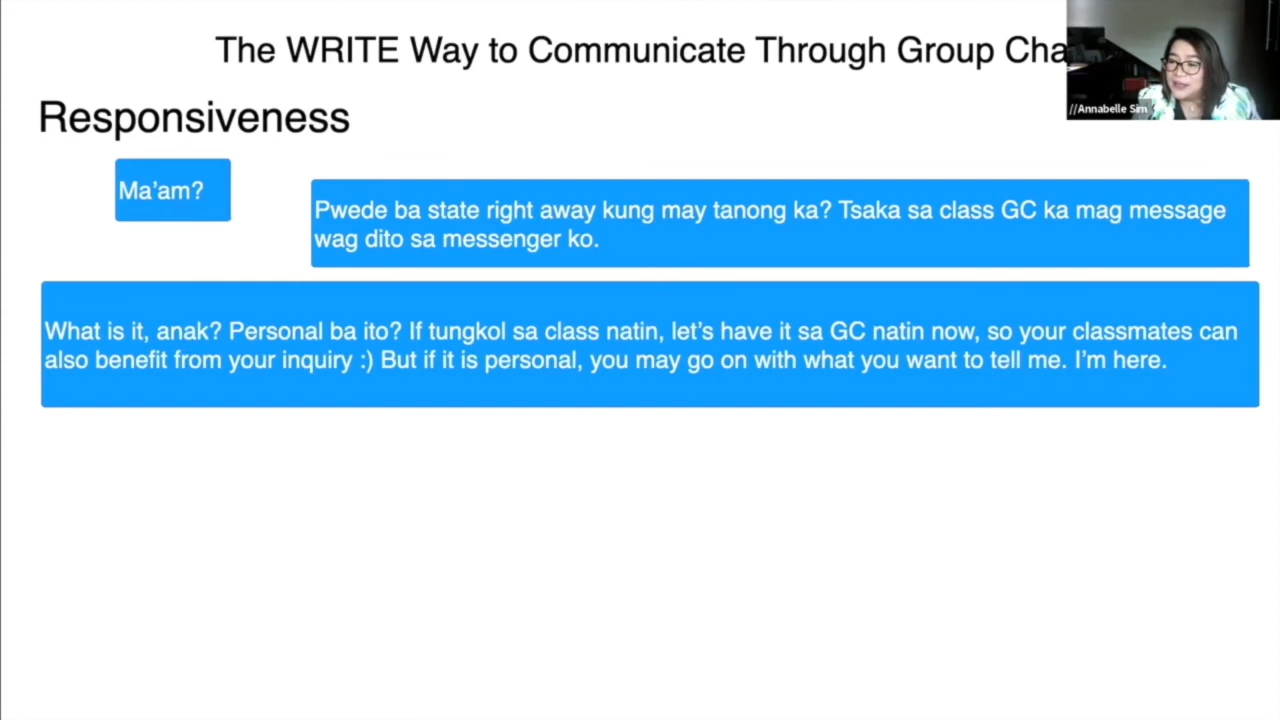 The WRITE Way to Communicate Through Group
//Annabelle Sim
Responsiveness
Ma'am?
Pwede ba state right away kung may tanong ka? Tsaka sa class GC ka mag message
wag dito sa messenger ko.
What is it, anak? Personal ba ito? If tungkol sa class natin, let's have it sa GC natin now, so your classmates can
also benefit from your inquiry :) But if it is personal, you may go on with what you want to tell me. I'm here.